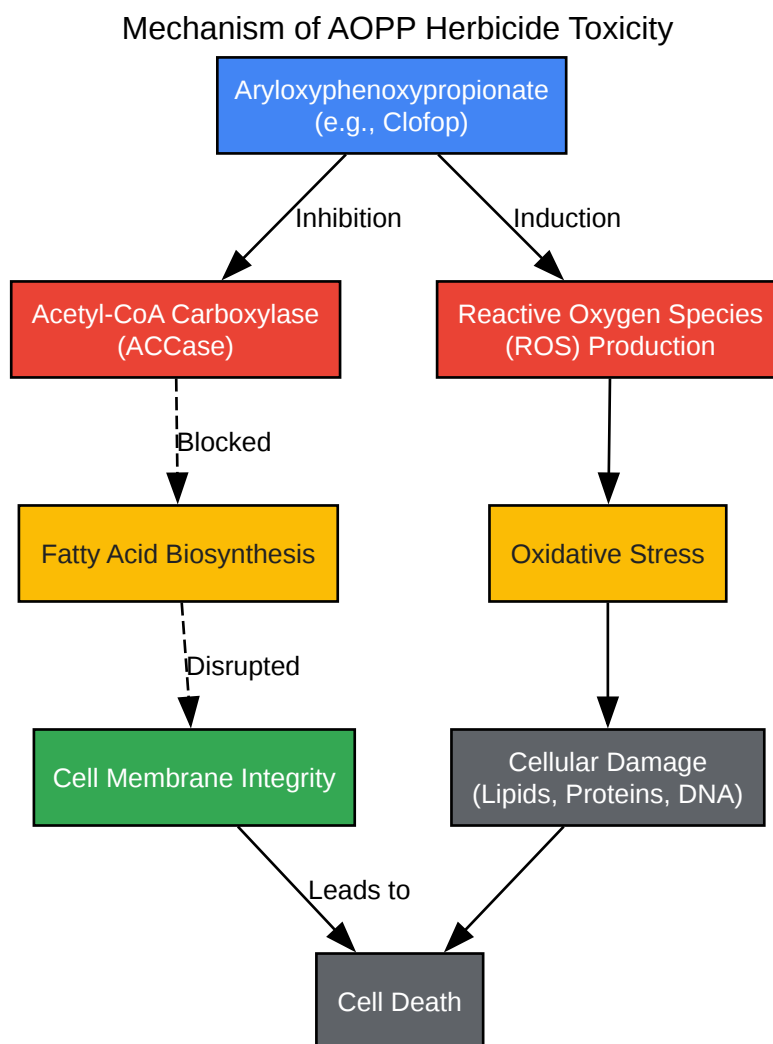 Mechanism of AOPP Herbicide Toxicity
Aryloxyphenoxypropionate
(e.g., Clofop)
Inhibition
Induction
Acetyl-CoA Carboxylase
(ACCase)
Reactive Oxygen Species
(ROS) Production
Blocked
Fatty Acid Biosynthesis
Oxidative Stress
Disrupted
Cell Membrane Integrity
Cellular Damage
(Lipids, Proteins, DNA)
Leads to
Cell Death